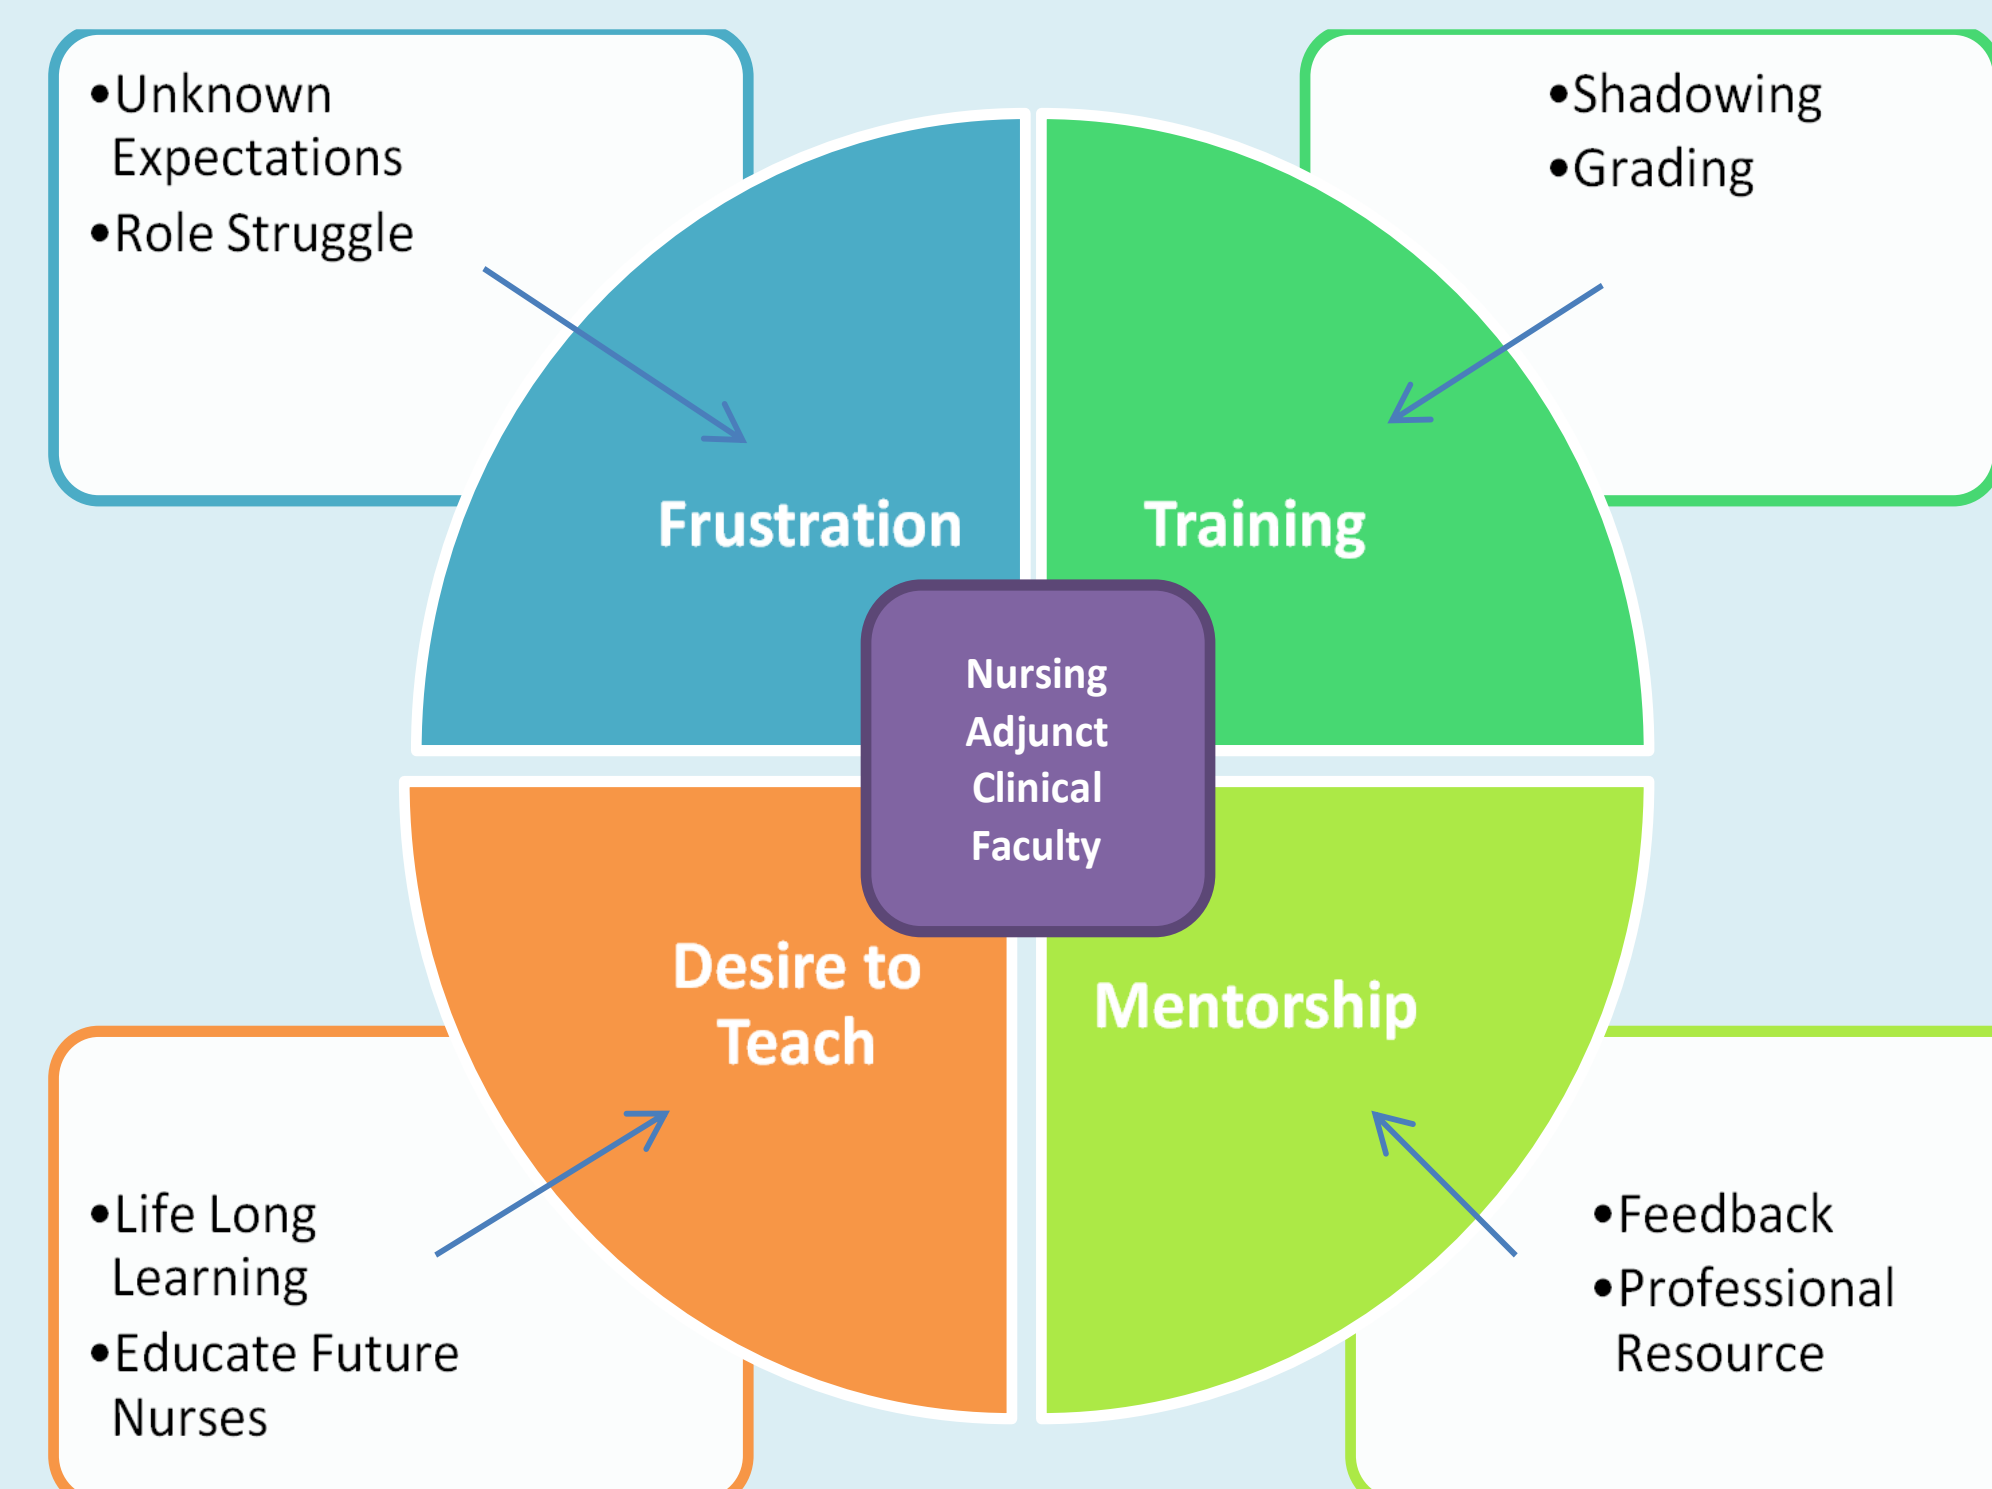 •Unknown
Expectations
•Role Struggle
•Shadowing
•Grading
Frustration
Training
Nursing
Adjunct
Clinical
Faculty
Desire to
Teach
Mentorship
•Life Long
Learning
•Educate Future
Nurses
•Feedback
•Professional
Resource